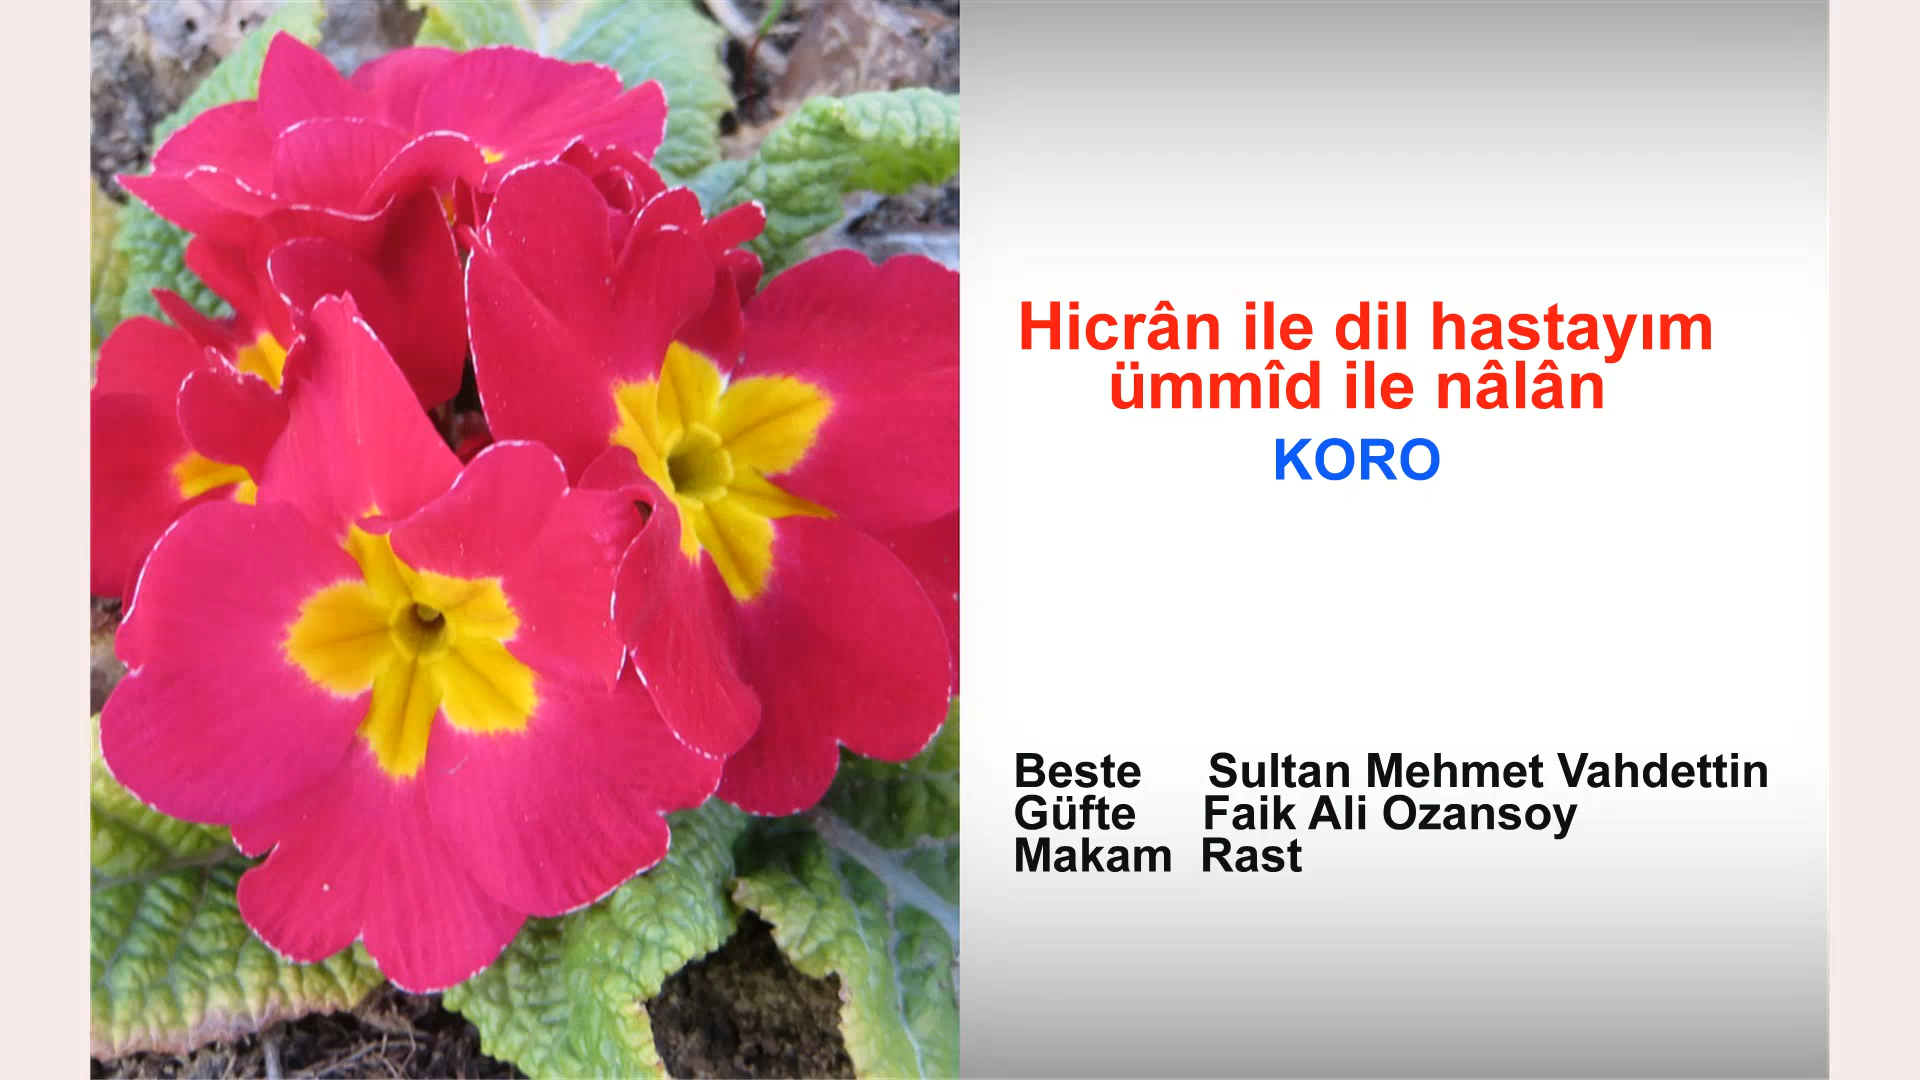 Hicrân ile dil hastayım
ümmîd ile nâlân
KORO
Beste Sultan Mehmet Vahdettin
Güfte Faik Ali Ozansoy
Makam Rast